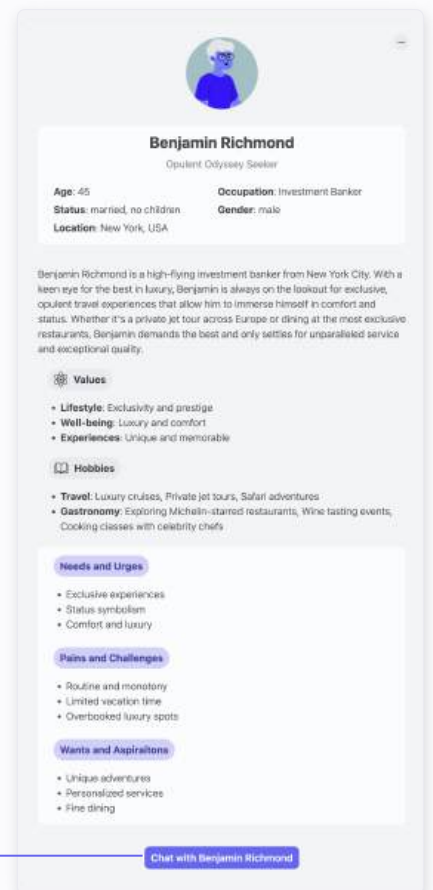 Benjamin Richmond
Opulent Odyssey Seeker
Age: 45
Occupation: Investment Banker
Status: married, no children
Gender: male
Location: New York, USA
Benjamin Richmond is a high-flying investment banker from New York City. With a
keen eye for the best in luxury, Benjamin is always on the lookout for exclusive,
opulent travel experiences that allow him to immerse himself in comfort and
status. Whether it's a private jet tour across Europe or dining at the most exclusive
restaurants, Benjamin demands the best and only settles for unparalleled service
and exceptional quality.
Values
• Lifestyle: Exclusivity and prestige
• Well-being: Luxury and comfort
• Experiences: Unique and memorable
Hobbies
• Travel: Luxury cruises, Private jet tours, Safari adventures
• Gastronomy: Exploring Michelin-starred restaurants, Wine tasting events,
Cooking classes with celebrity chefs
Needs and Urges
• Exclusive experiences
• Status symbolism
• Comfort and luxury
Pains and Challenges
• Routine and monotony
• Limited vacation time
• Overbooked luxury spots
Wants and Aspiraitons
• Unique adventures
• Personalized services
• Fine dining
Chat with Benjamin Richmond